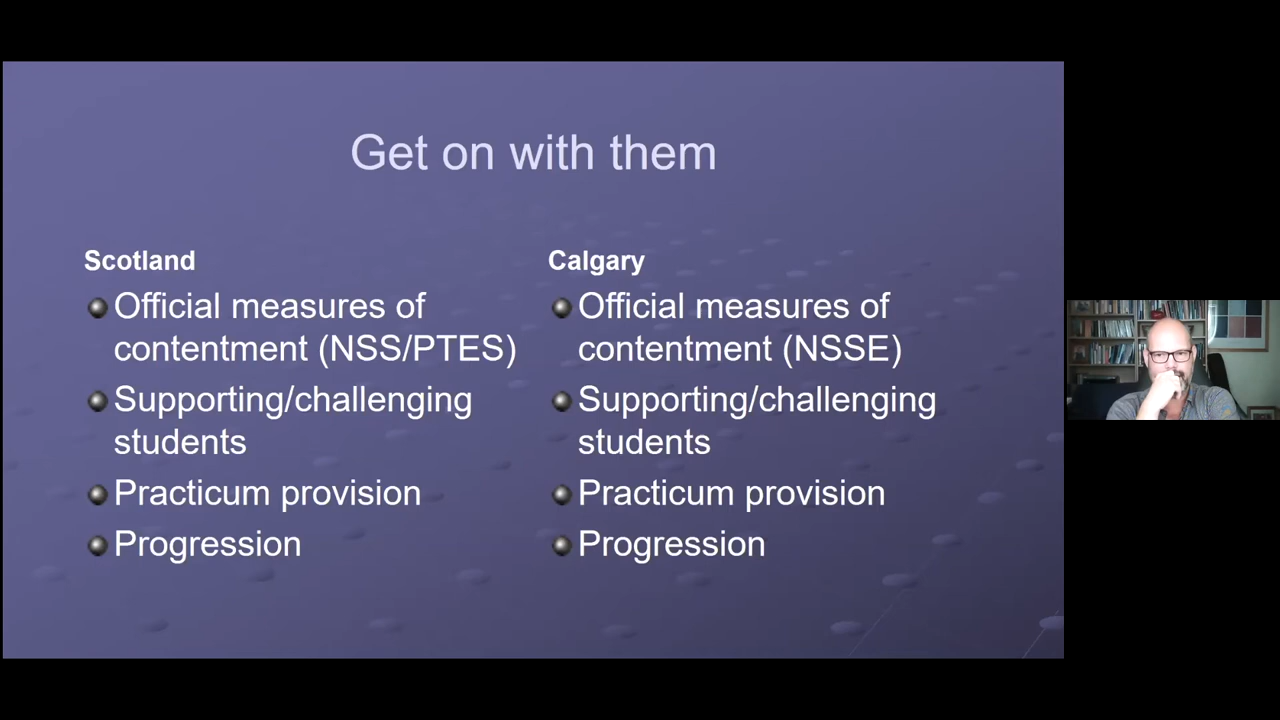 Get on with them
Scotland
Official measures of
contentment (NSS/PTES)
Supporting/challenging
students
Practicum provision
Progression
Calgary
Official measures of
contentment (NSSE)
Supporting/challenging
students
Practicum provision
Progression